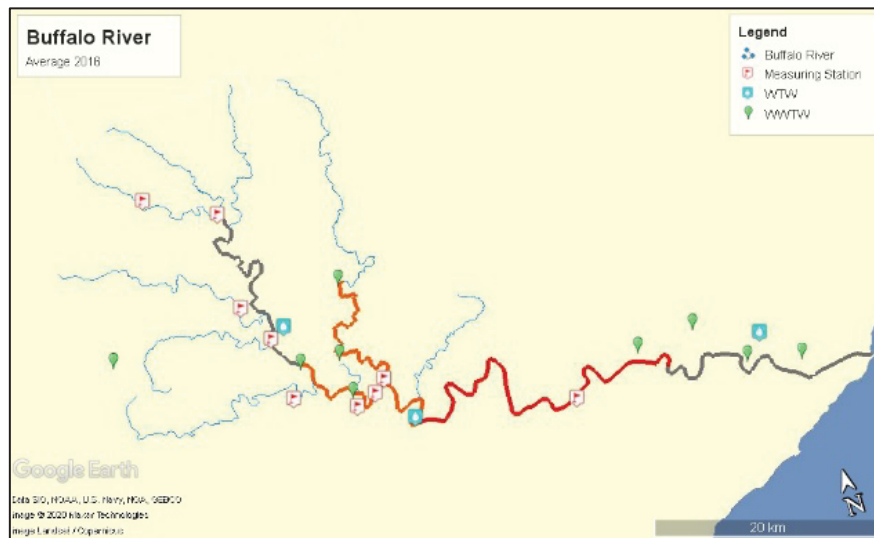 Buffalo River
Average 2016
Legend
Buffalo River
Measuring Station
WTW
WWTW
Google Earth
Data SIO, NOAA, U.S. Navy, NGA, GEBCO
Image © 2020 Maxar Technologies
Image Landsat / Copernicus
N
20 km